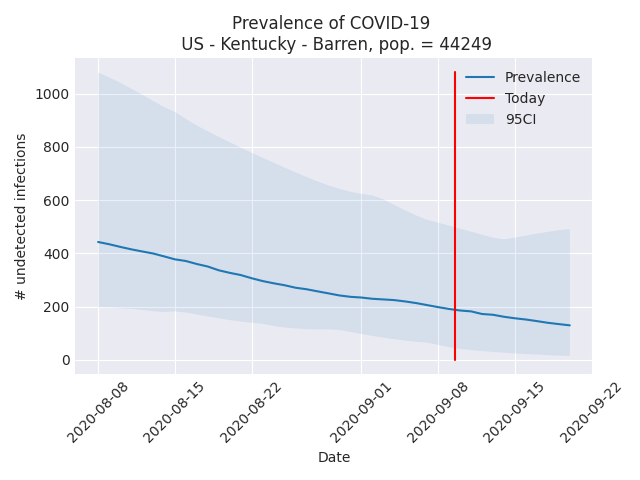 Prevalence of COVID-19
US - Kentucky - Barren, pop. = 44249
Prevalence
Today
95CI
# undetected infections
1000
800
600
400
200
0
2020-08-08
2020-08-15
2020-08-22
2020-09-01
2020-09-08
2020-09-15
2020-09-22
Date